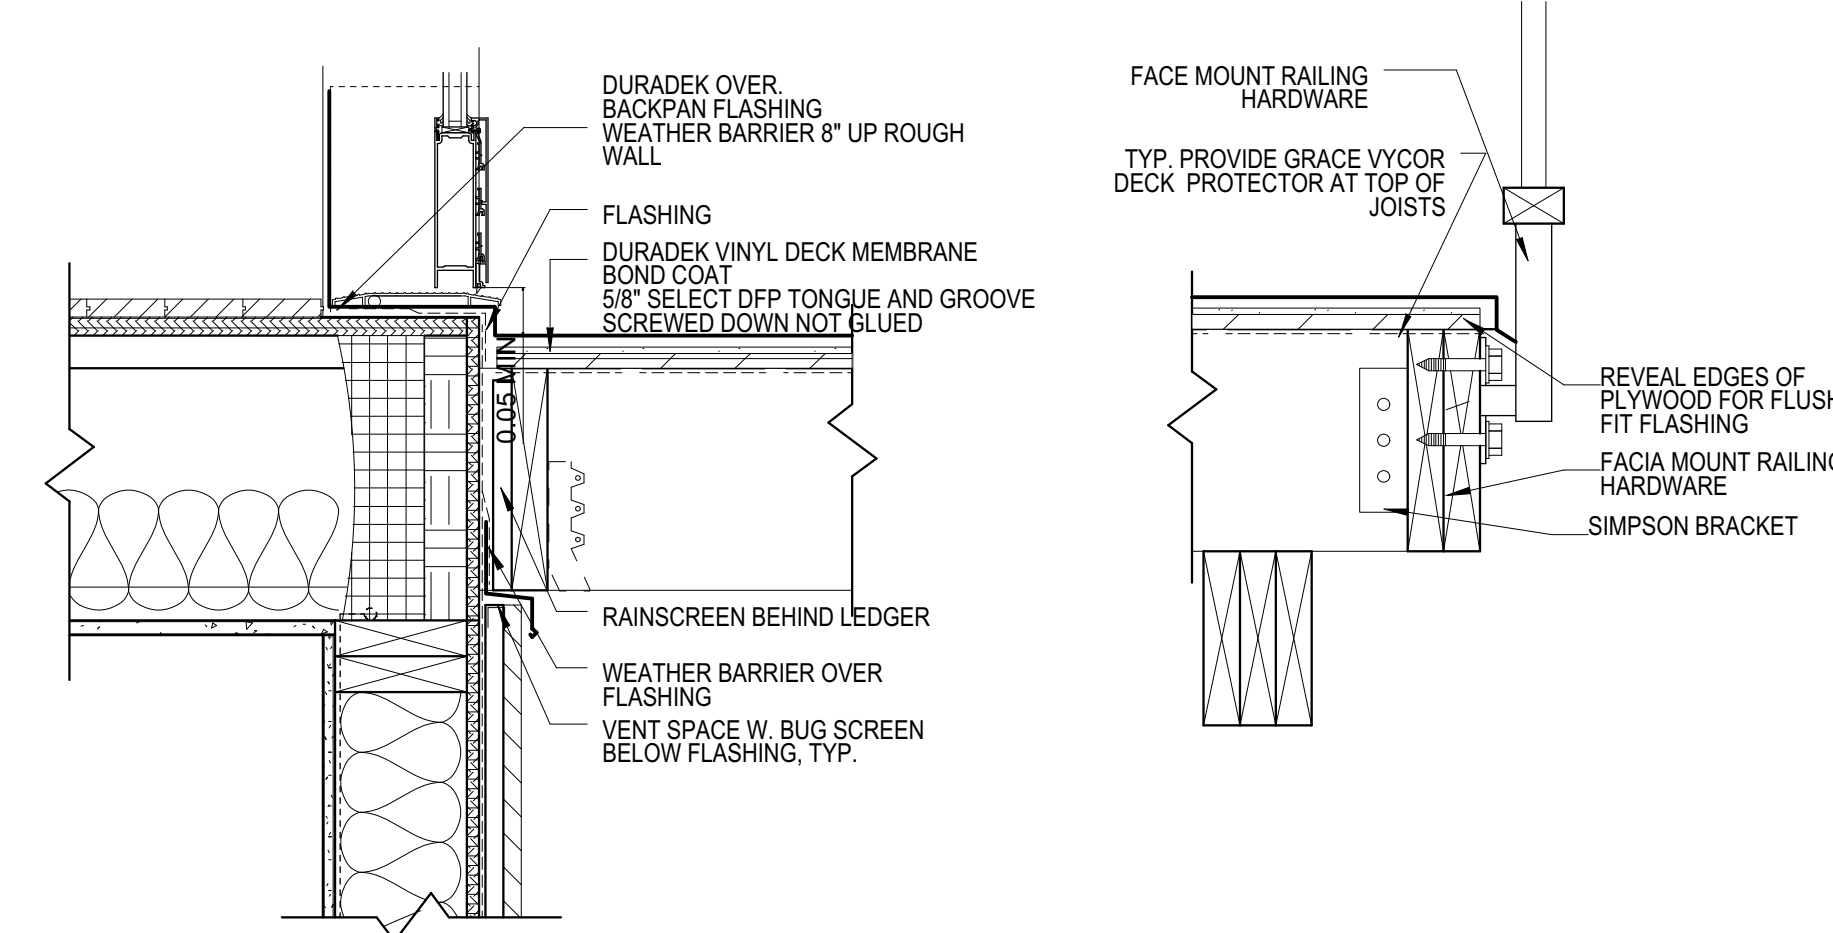 DURADEK OVER.
BACKPAN FLASHING
WEATHER BARRIER 8" UP ROUGH
WALL
FLASHING
DURADEK VINYL DECK MEMBRANE
BOND COAT
5/8" SELECT DFP TONGUE AND GROOVE
SCREWED DOWN NOT GLUED
0.05 MIN
RAINSCREEN BEHIND LEDGER
WEATHER BARRIER OVER
FLASHING
VENT SPACE W. BUG SCREEN
BELOW FLASHING, TYP.
FACE MOUNT RAILING
HARDWARE
TYP. PROVIDE GRACE VYCOR
DECK PROTECTOR AT TOP OF
JOISTS
REVEAL EDGES OF
PLYWOOD FOR FLUSH
FIT FLASHING
FACIA MOUNT RAILING
HARDWARE
SIMPSON BRACKET